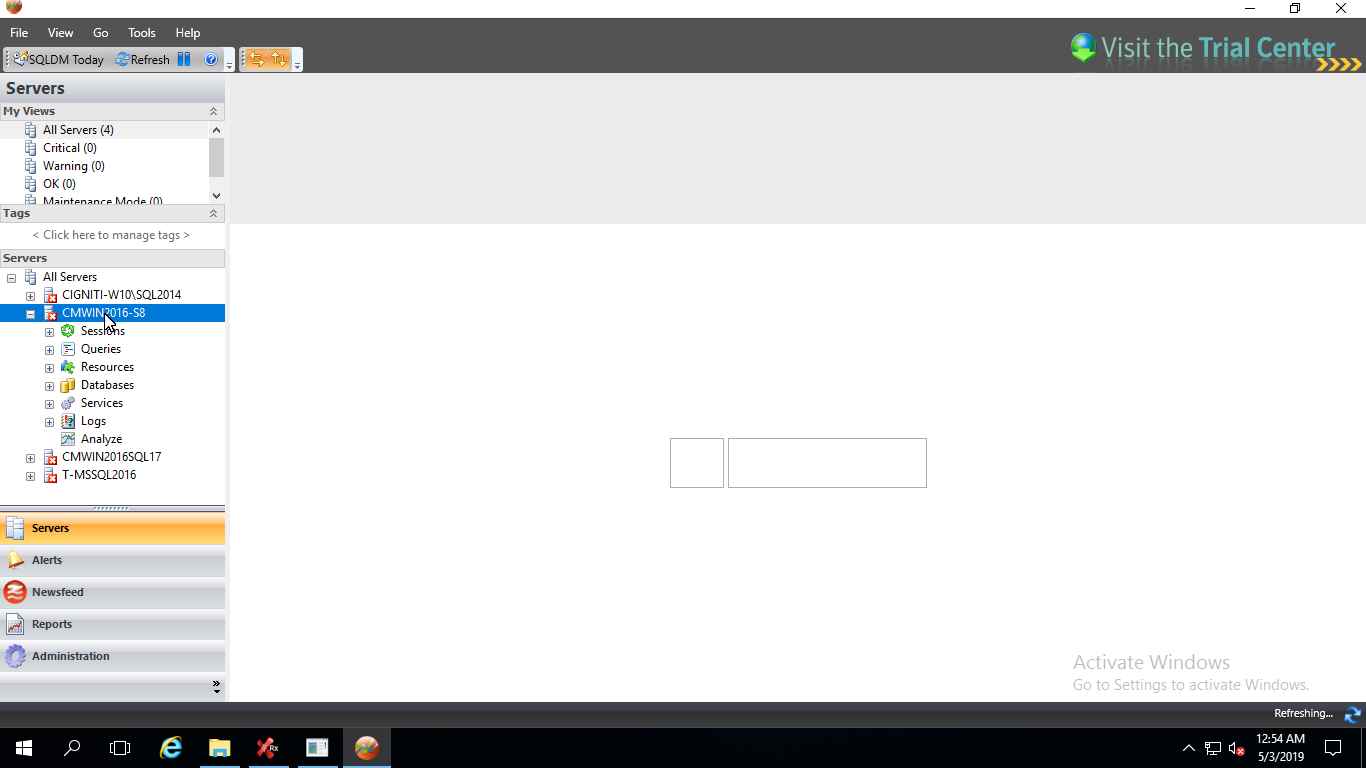 File View Go Tools Help
SQLDM Today Refresh
Visit the Trial Center
Servers
My Views
All Servers (4)
Critical (0)
Warning (0)
OK (0)
Maintenance Mode (0)
Tags
< Click here to manage tags >
Servers
All Servers
CIGNITI-W10\SQL2014
CMWIN2016-S8
Sessions
Queries
Resources
Databases
Services
Logs
Analyze
CMWIN2016SQL17
T-MSSQL2016
Servers
Alerts
Newsfeed
Reports
Administration
Activate Windows
Go to Settings to activate Windows.
Refreshing...
Rx
12:54 AM
5/3/2019